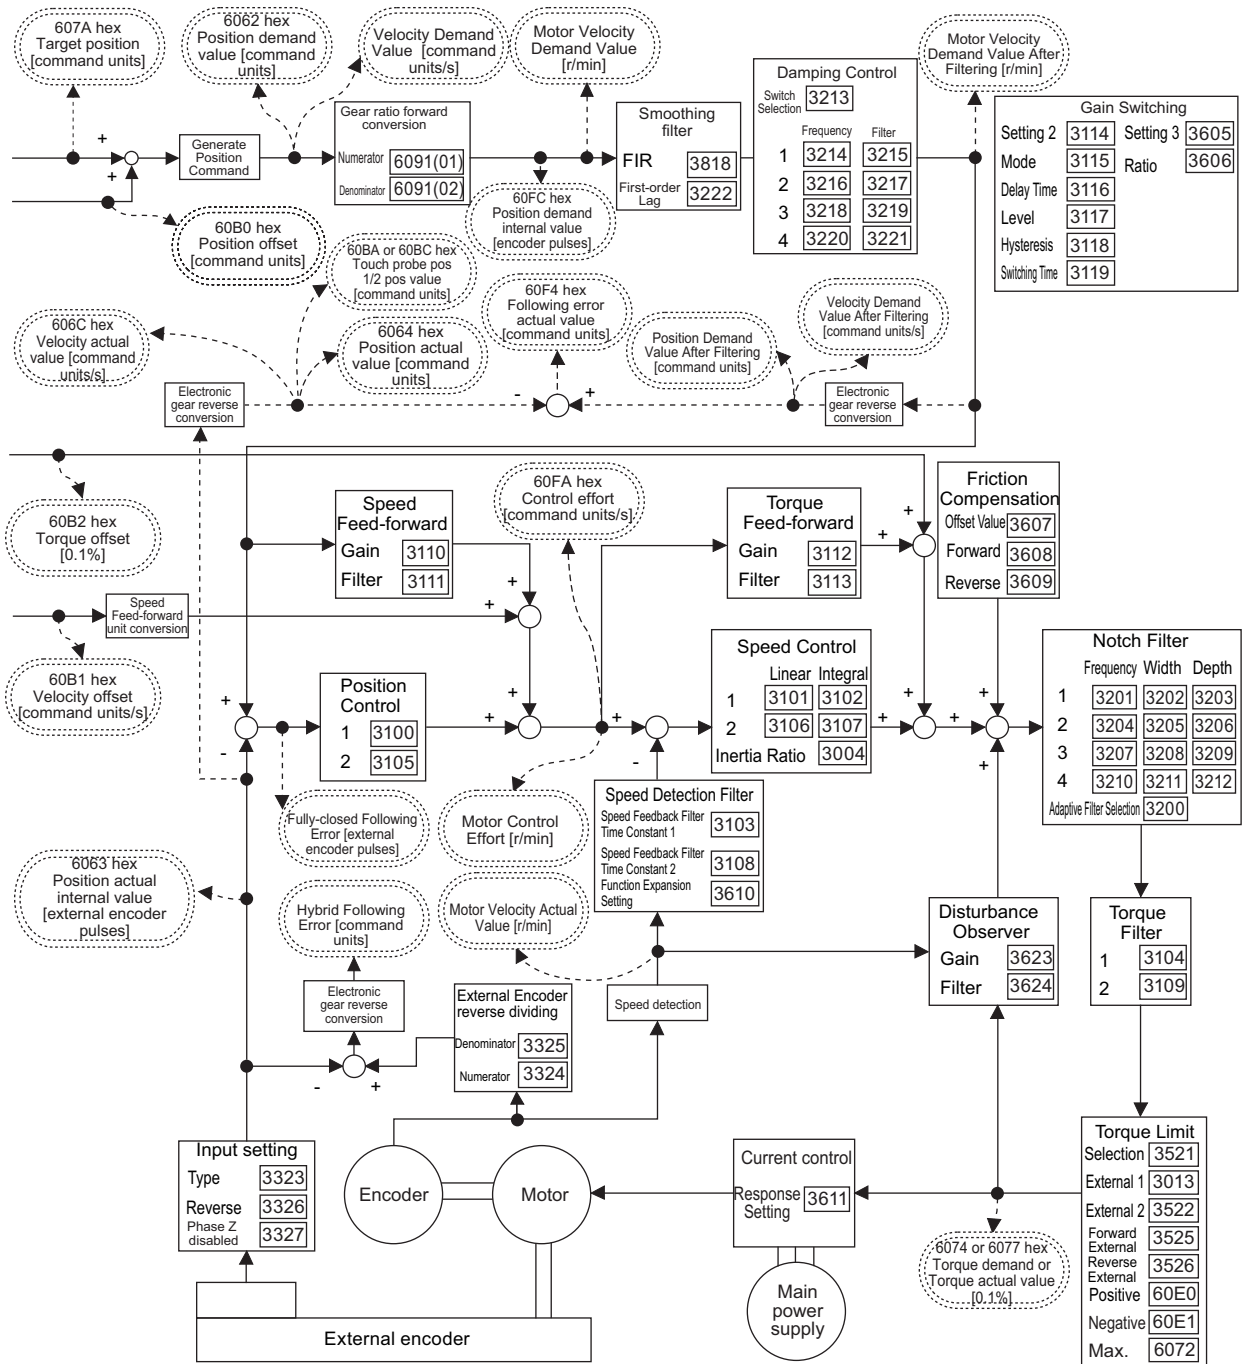 607A hex
Target position
[command units]
6062 hex
Position demand
value [command
units]
Velocity Demand
Value [command
units/s]
Motor Velocity
Demand Value
[r/min]
Motor Velocity
Demand Value After
Filtering [r/min]
+
+
Generate
Position
Command
Gear ratio forward
conversion
Numerator 6091(01)
Denominator 6091(02)
Smoothing
filter
FIR 3818
First-order
Lag 3222
Damping Control
Switch
Selection 3213
Frequency Filter
1 3214 3215
2 3216 3217
3 3218 3219
4 3220 3221
Gain Switching
Setting 2 3114 Setting 3 3605
Mode 3115 Ratio 3606
Delay Time 3116
Level 3117
Hysteresis 3118
Switching Time 3119
60B0 hex
Position offset
[command units]
60FC hex
Position demand
internal value
[encoder pulses]
60BA or 60BC hex
Touch probe pos
1/2 pos value
[command units]
60F4 hex
Following error
actual value
[command units]
606C hex
Velocity actual
value [command
units/s]
6064 hex
Position actual
value [command
units]
Position Demand
Value After Filtering
[command units]
Velocity Demand
Value After Filtering
[command units/s]
Electronic
gear reverse
conversion
-
+
Electronic
gear reverse
conversion
60B2 hex
Torque offset
[0.1%]
Speed
Feed-forward
Gain 3110
Filter 3111
60FA hex
Control effort
[command units/s]
Torque
Feed-forward
Gain 3112
Filter 3113
+
+
Friction
Compensation
Offset Value 3607
Forward 3608
Reverse 3609
Speed
Feed-forward
unit conversion
+
+
60B1 hex
Velocity offset
[command units/s]
+
-
Position
Control
1 3100
2 3105
+
+
+
-
Speed Control
Linear Integral
1 3101 3102
2 3106 3107
Inertia Ratio 3004
+
+
+
+
+
Notch Filter
Frequency Width Depth
1 3201 3202 3203
2 3204 3205 3206
3 3207 3208 3209
4 3210 3211 3212
Adaptive Filter Selection 3200
Fully-closed Following
Error [external
encoder pulses]
Motor Control
Effort [r/min]
Speed Detection Filter
Speed Feedback Filter
Time Constant 1 3103
Speed Feedback Filter
Time Constant 2 3108
Function Expansion
Setting 3610
6063 hex
Position actual
internal value
[external encoder
pulses]
Hybrid Following
Error [command
units]
Motor Velocity Actual
Value [r/min]
Disturbance
Observer
Gain 3623
Filter 3624
Torque
Filter
1 3104
2 3109
Electronic
gear reverse
conversion
External Encoder
reverse dividing
Denominator 3325
Numerator 3324
Speed detection
-
+
Input setting
Type 3323
Reverse 3326
Phase Z
disabled 3327
Encoder
Motor
Current control
Response
Setting 3611
Torque Limit
Selection 3521
External 1 3013
External 2 3522
Forward
External 3525
Reverse
External 3526
Positive 60E0
Negative 60E1
Max. 6072
6074 or 6077 hex
Torque demand or
Torque actual value
[0.1%]
Main
power
supply
External encoder